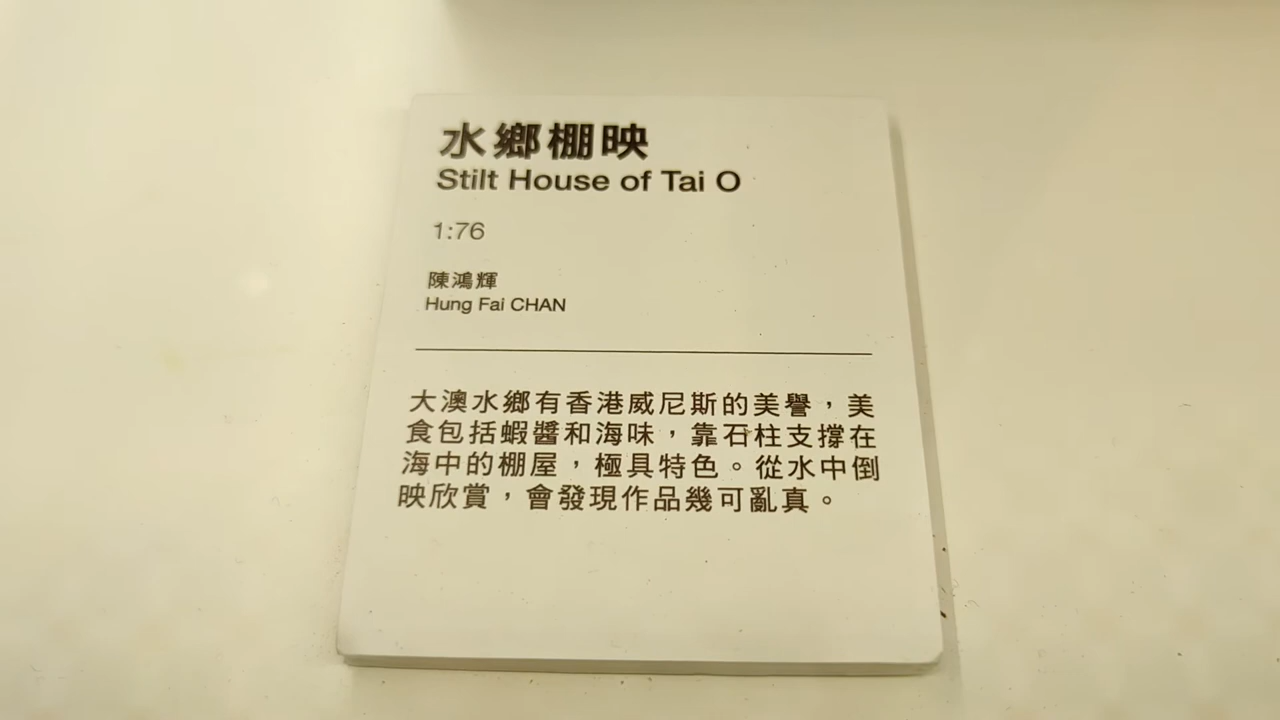 水鄉棚映
Stilt House of Tai O
1:76
陳鴻輝
Hung Fai CHAN
大澳水鄉有香港威尼斯的美譽，美
食包括蝦醬和海味，靠石柱支撐在
海中的棚屋，極具特色。從水中倒
映欣賞，會發現作品幾可亂真。